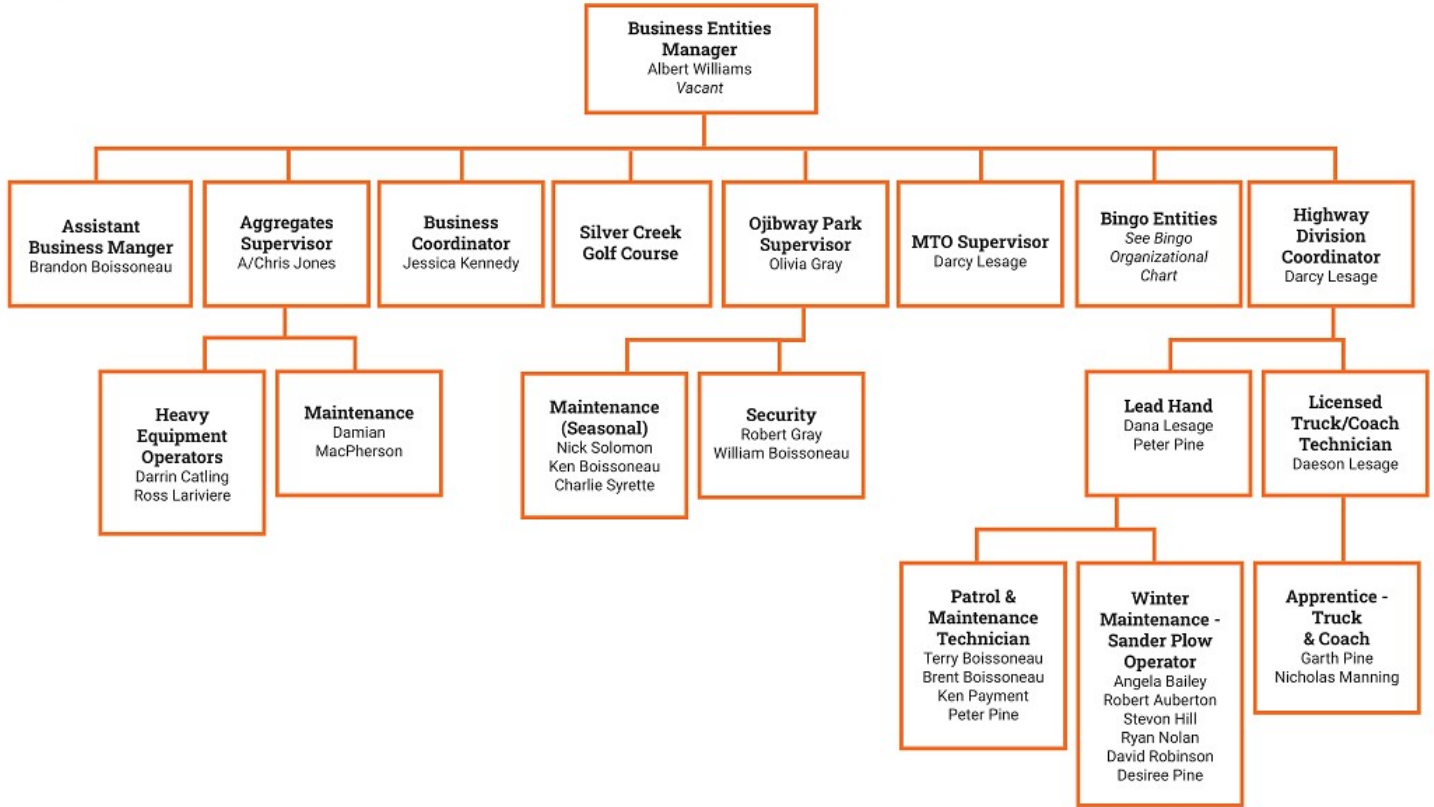 Business Entities
Manager
Albert Williams
Vacant
Assistant
Business Manger
Brandon Boissoneau
Aggregates
Supervisor
A/Chris Jones
Business
Coordinator
Jessica Kennedy
Silver Creek
Golf Course
Ojibway Park
Supervisor
Olivia Gray
MTO Supervisor
Darcy Lesage
Bingo Entities
See Bingo
Organizational
Chart
Highway
Division
Coordinator
Darcy Lesage
Heavy
Equipment
Operators
Darrin Catling
Ross Lariviere
Maintenance
Damian
MacPherson
Maintenance
(Seasonal)
Nick Solomon
Ken Boissoneau
Charlie Syrette
Security
Robert Gray
William Boissoneau
Lead Hand
Dana Lesage
Peter Pine
Licensed
Truck/Coach
Technician
Daeson Lesage
Patrol &
Maintenance
Technician
Terry Boissoneau
Brent Boissoneau
Ken Payment
Peter Pine
Winter
Maintenance -
Sander Plow
Operator
Angela Bailey
Robert Auberton
Stevon Hill
Ryan Nolan
David Robinson
Desiree Pine
Apprentice -
Truck
& Coach
Garth Pine
Nicholas Manning